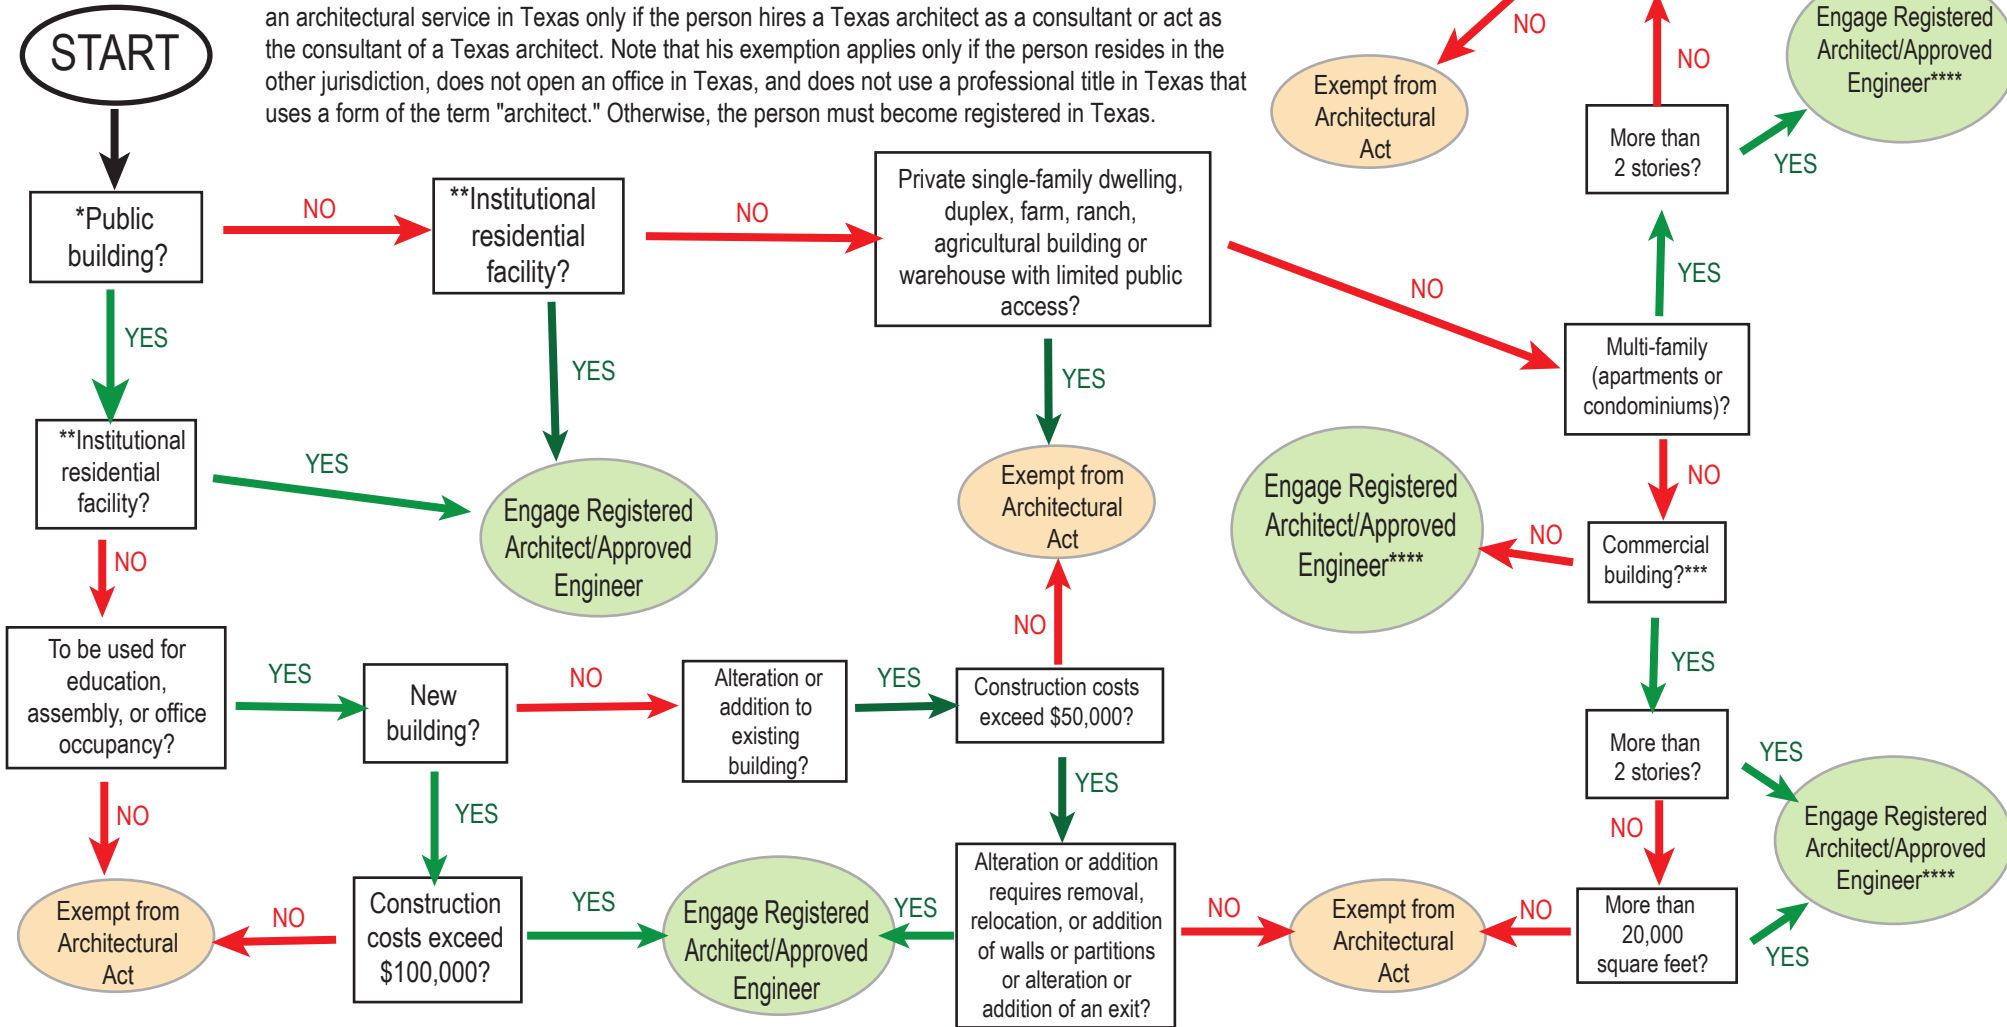 START
an architectural service in Texas only if the person hires a Texas architect as a consultant or act as
the consultant of a Texas architect. Note that his exemption applies only if the person resides in the
other jurisdiction, does not open an office in Texas, and does not use a professional title in Texas that
uses a form of the term "architect." Otherwise, the person must become registered in Texas.
NO
Exempt from
Architectural
Act
NO
Engage Registered
Architect/Approved
Engineer****
More than
2 stories?
YES
*Public
building?
NO
**Institutional
residential
facility?
NO
Private single-family dwelling,
duplex, farm, ranch,
agricultural building or
warehouse with limited public
access?
NO
YES
Multi-family
(apartments or
condominiums)?
YES
YES
YES
**Institutional
residential
facility?
YES
Engage Registered
Architect/Approved
Engineer
Exempt from
Architectural
Act
Engage Registered
Architect/Approved
Engineer****
NO
NO
Commercial
building?***
NO
To be used for
education,
assembly, or office
occupancy?
YES
New
building?
NO
Alteration or
addition to
existing
building?
YES
Construction costs
exceed $50,000?
NO
YES
More than
2 stories?
YES
NO
Engage Registered
Architect/Approved
Engineer****
NO
YES
YES
Exempt from
Architectural
Act
NO
Construction
costs exceed
$100,000?
YES
Engage Registered
Architect/Approved
Engineer
YES
Alteration or addition
requires removal,
relocation, or addition
of walls or partitions
or alteration or
addition of an exit?
NO
Exempt from
Architectural
Act
NO
More than
20,000
square feet?
YES